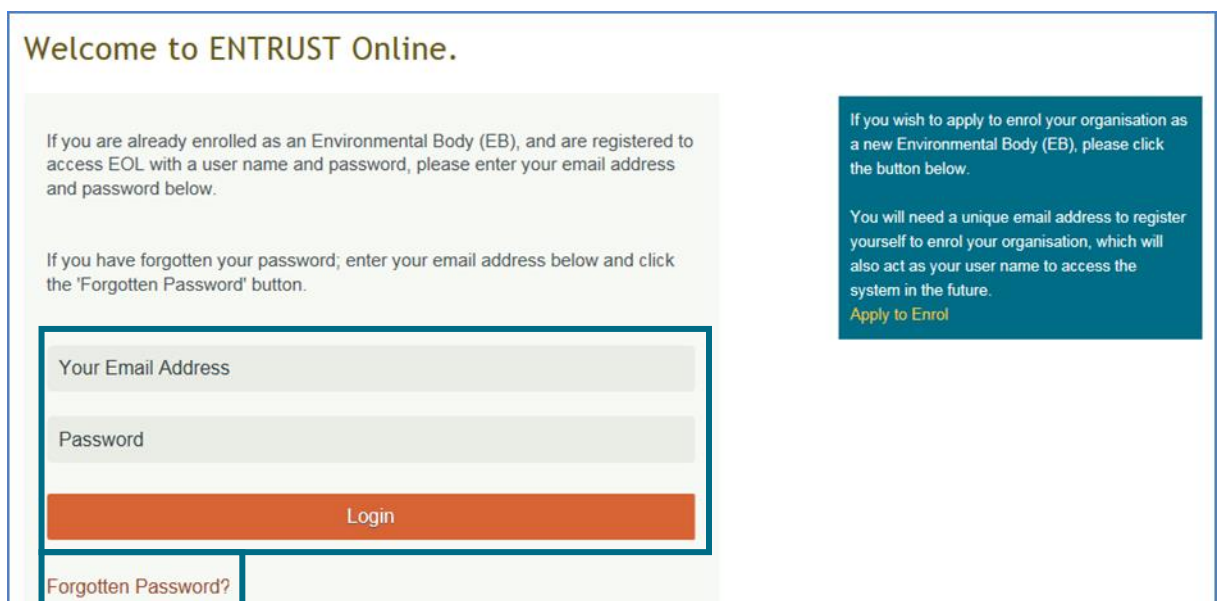 Welcome to ENTRUST Online.
If you are already enrolled as an Environmental Body (EB), and are registered to
access EOL with a user name and password, please enter your email address
and password below.
If you have forgotten your password; enter your email address below and click
the 'Forgotten Password' button.
Your Email Address
Password
Login
Forgotten Password?
If you wish to apply to enrol your organisation as
a new Environmental Body (EB), please click
the button below.
You will need a unique email address to register
yourself to enrol your organisation, which will
also act as your user name to access the
system in the future.
Apply to Enrol